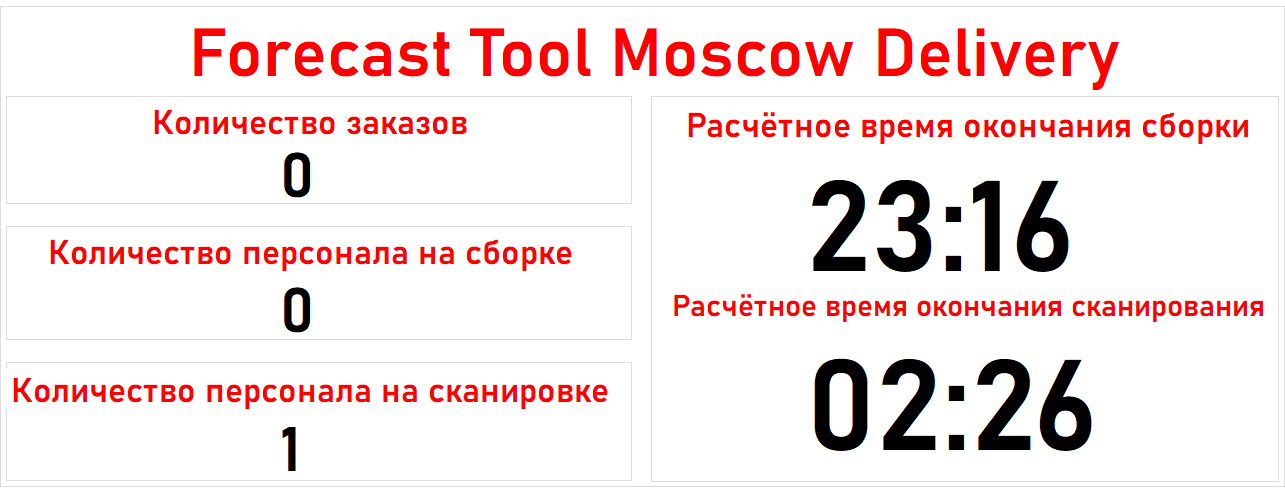 Forecast Tool Moscow Delivery
Количество заказов
0
Количество персонала на сборке
0
Количество персонала на сканировке
1
Расчётное время окончания сборки
23:16
Расчётное время окончания сканирования
02:26